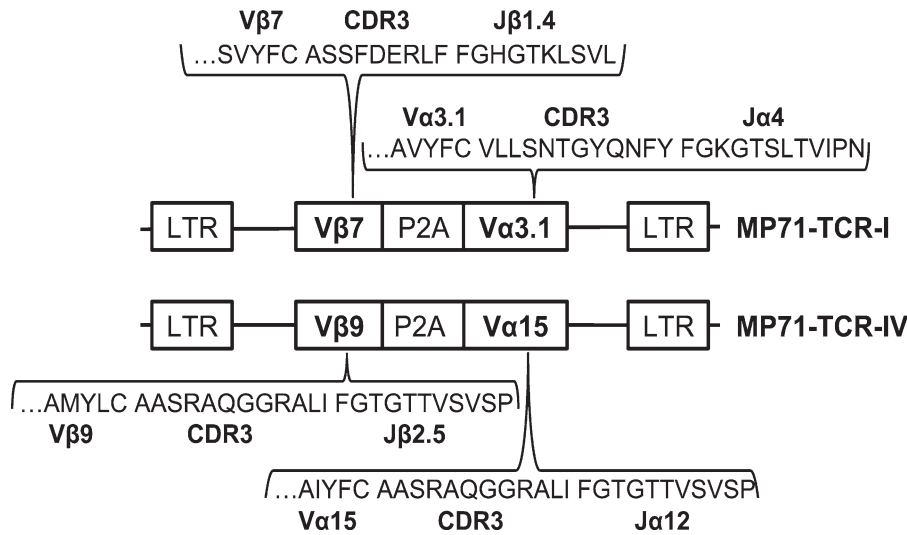 Vβ7 CDR3 Jβ1.4
...SVYFC ASSFDERLF FGHGTKLSVL
Vα3.1 CDR3 Jα4
...AVYFC VLLSNTGYQNFY FGKGTSLTVIPN
LTR Vβ7 P2A Vα3.1 LTR MP71-TCR-I
LTR Vβ9 P2A Vα15 LTR MP71-TCR-IV
...AMYLC AASRAQGGRALI FGTGTTVSVSP
Vβ9 CDR3 Jβ2.5
...AIYFC AASRAQGGRALI FGTGTTVSVSP
Vα15 CDR3 Jα12